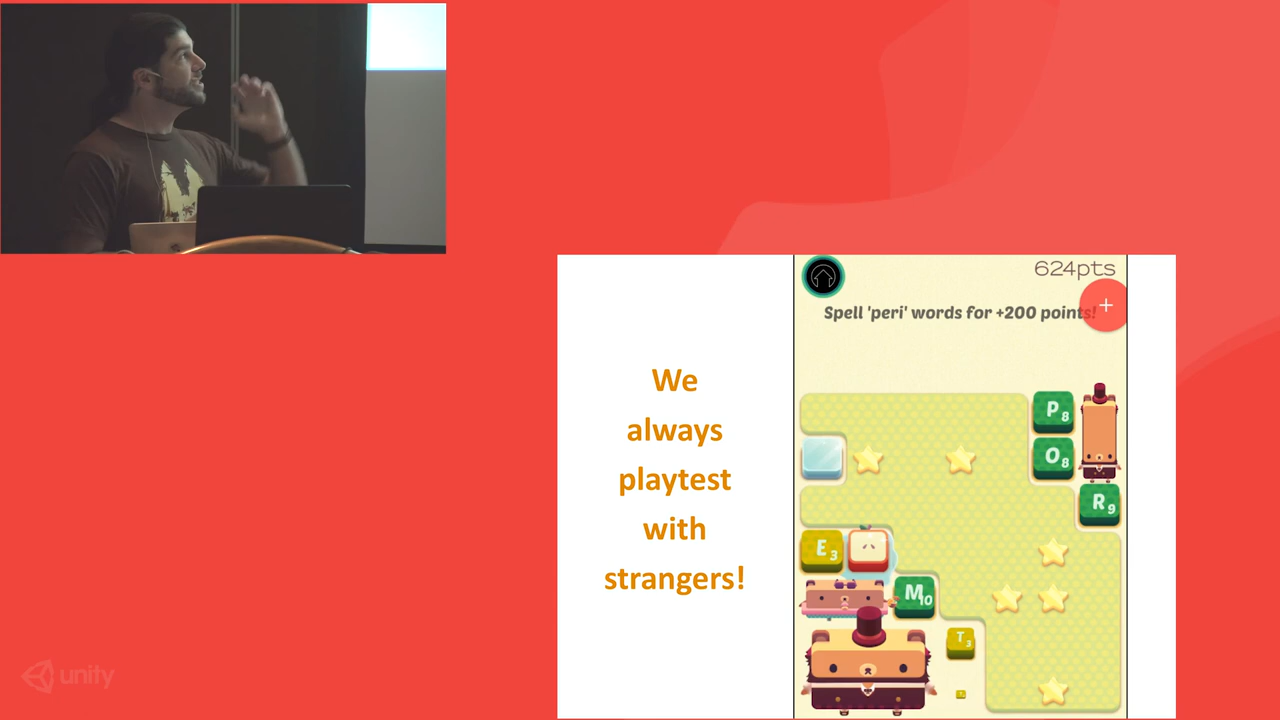 We
always
playtest
with
strangers!
624pts
Spell 'peri' words for +200 points!
+
P8
O8
R9
E3
M10
T3
unity